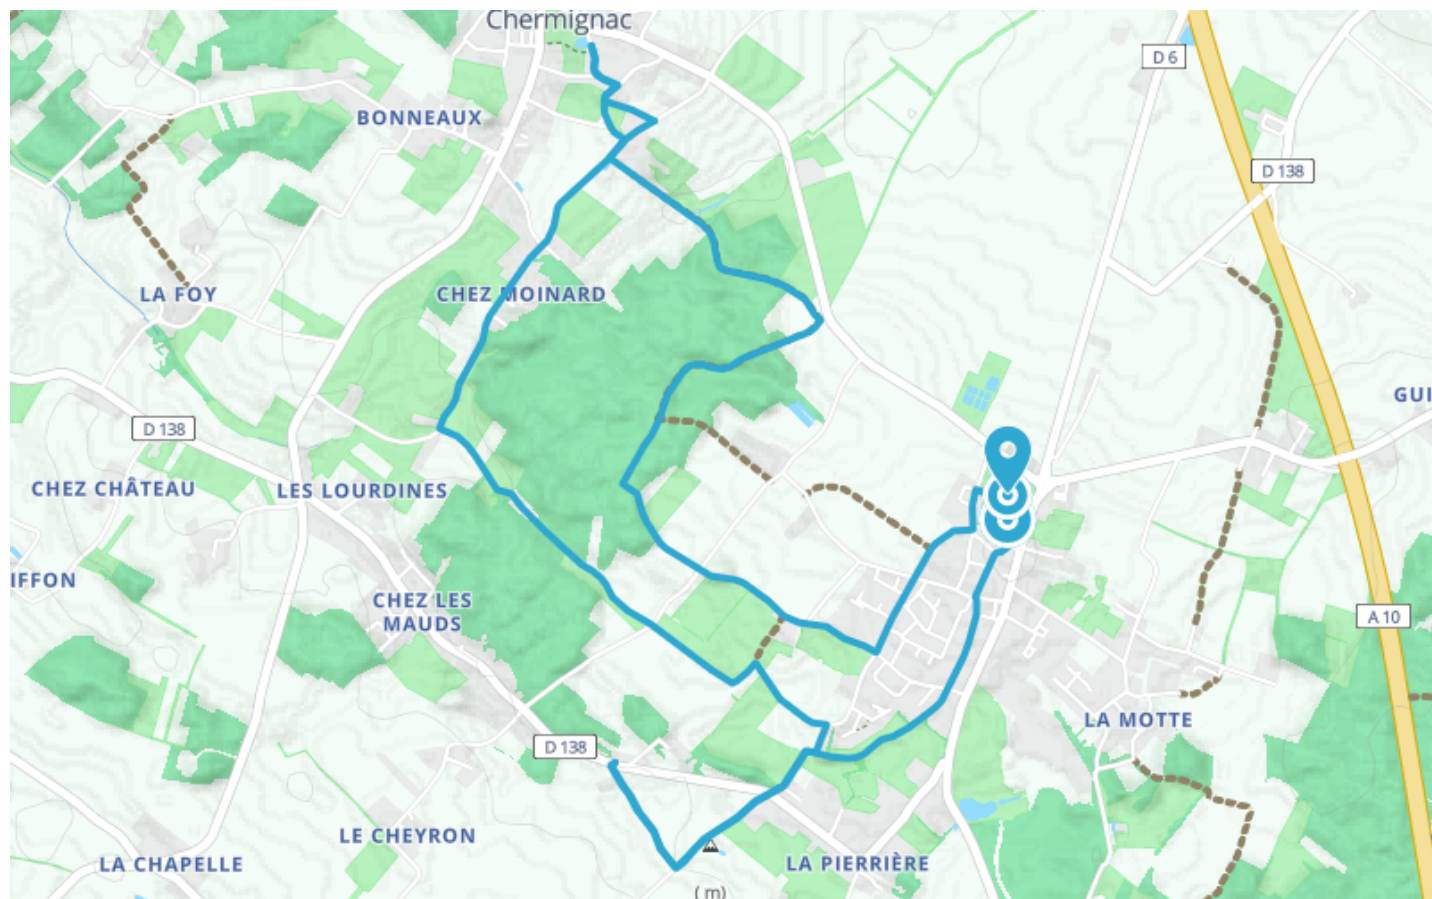 Chermignac
D 6
BONNEAUX
D 138
LA FOY
CHEZ MOINARD
GUI
D 138
CHEZ CHÂTEAU
LES LOURDINES
IFFON
CHEZ LES
MAUDS
A 10
LA MOTTE
D 138
LE CHEYRON
LA CHAPELLE
LA PIERRIÈRE
( m)